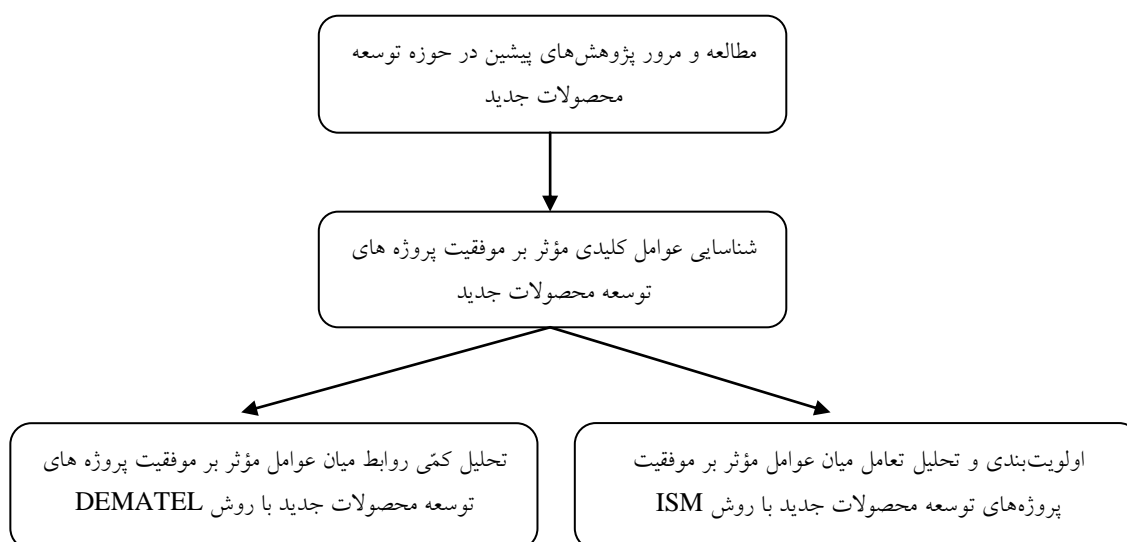 مطالعه و مرور پژوهش‌های پیشین در حوزه توسعه
محصولات جدید
شناسایی عوامل کلیدی مؤثر بر موفقیت پروژه های
توسعه محصولات جدید
اولویت‌بندی و تحلیل تعامل میان عوامل مؤثر بر موفقیت
پروژه‌های توسعه محصولات جدید با روش ISM
تحلیل کمّی روابط میان عوامل مؤثر بر موفقیت پروژه های
توسعه محصولات جدید با روش DEMATEL